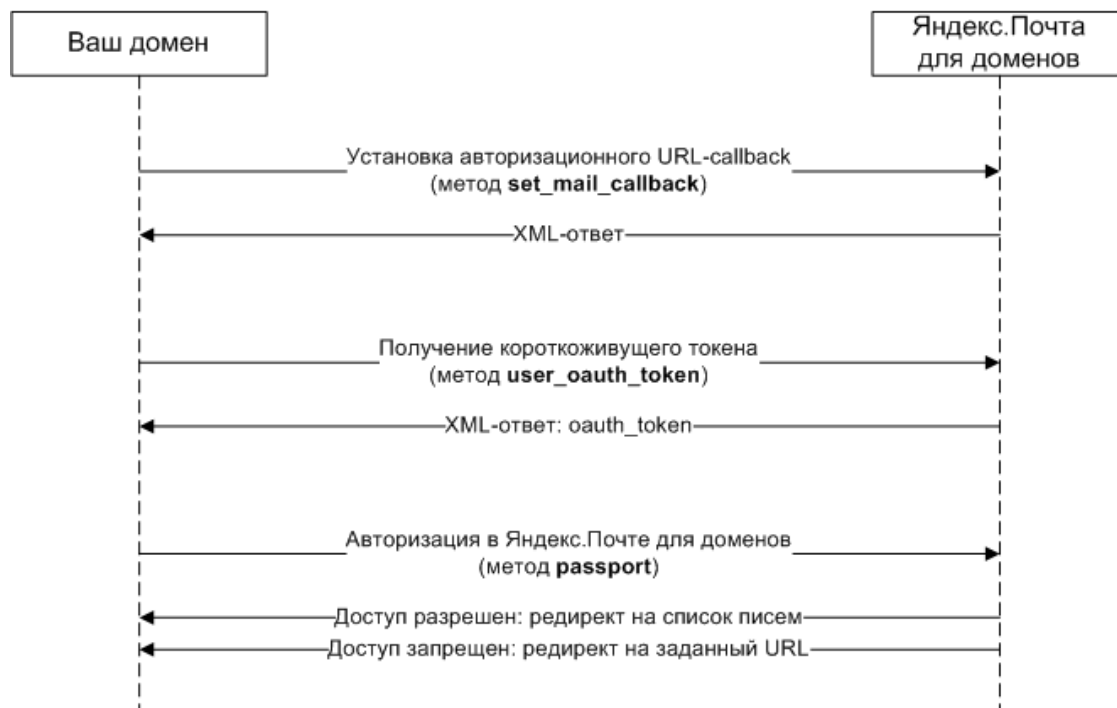 Ваш домен
Яндекс.Почта
для доменов
Установка авторизационного URL-callback
(метод set_mail_callback)
XML-ответ
Получение короткоживущего токена
(метод user_oauth_token)
XML-ответ: oauth_token
Авторизация в Яндекс.Почте для доменов
(метод passport)
Доступ разрешен: редирект на список писем
Доступ запрещен: редирект на заданный URL